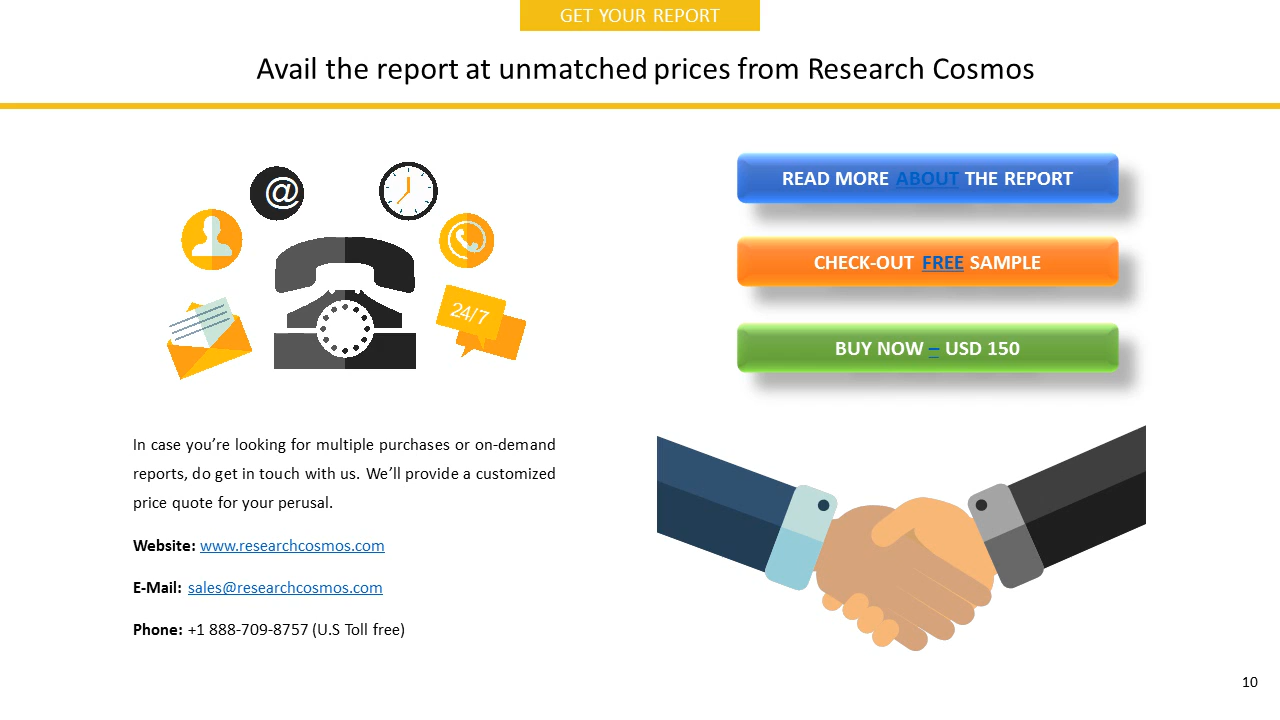 GET YOUR REPORT
Avail the report at unmatched prices from Research Cosmos
@
24/7
READ MORE ABOUT THE REPORT
CHECK-OUT FREE SAMPLE
BUY NOW – USD 150
In case you’re looking for multiple purchases or on-demand
reports, do get in touch with us. We’ll provide a customized
price quote for your perusal.
Website: www.researchcosmos.com
E-Mail: sales@researchcosmos.com
Phone: +1 888-709-8757 (U.S Toll free)
10